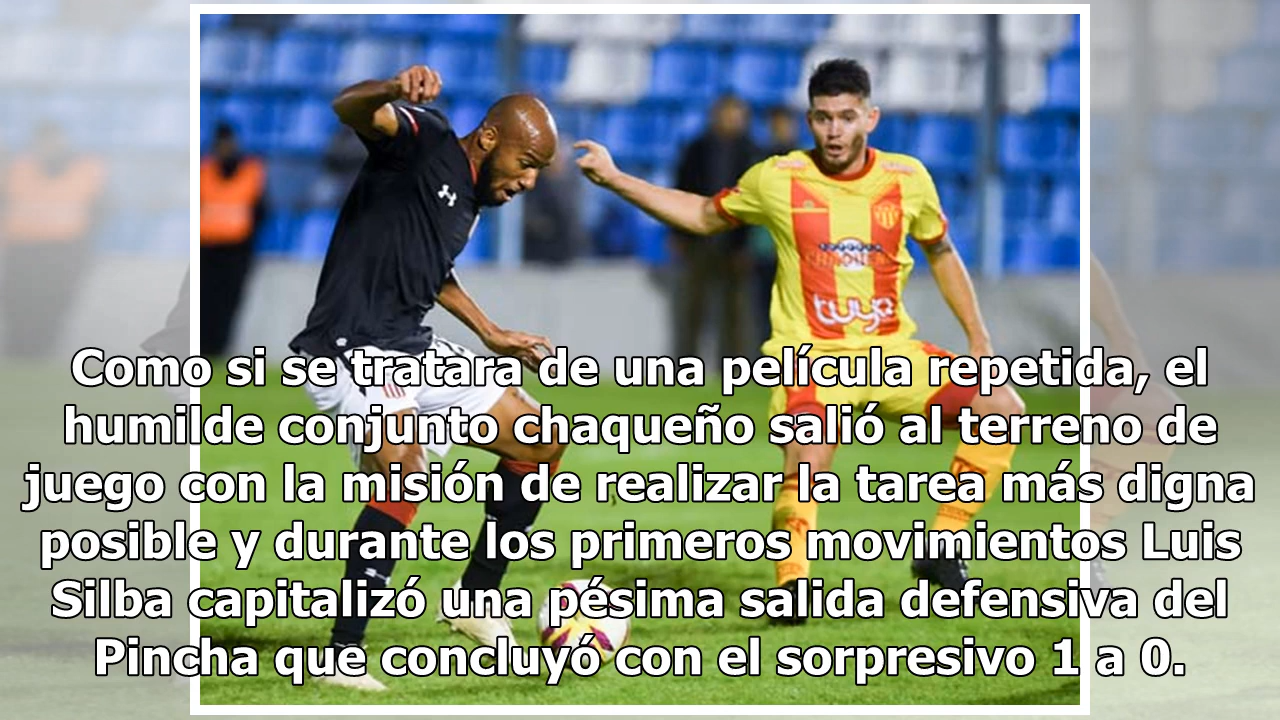 tuya
Como si se tratara de una película repetida, el
humilde conjunto chaqueño salió al terreno de
juego con la misión de realizar la tarea más digna
posible y durante los primeros movimientos Luis
Silba capitalizó una pésima salida defensiva del
Pincha que concluyó con el sorpresivo 1 a 0.